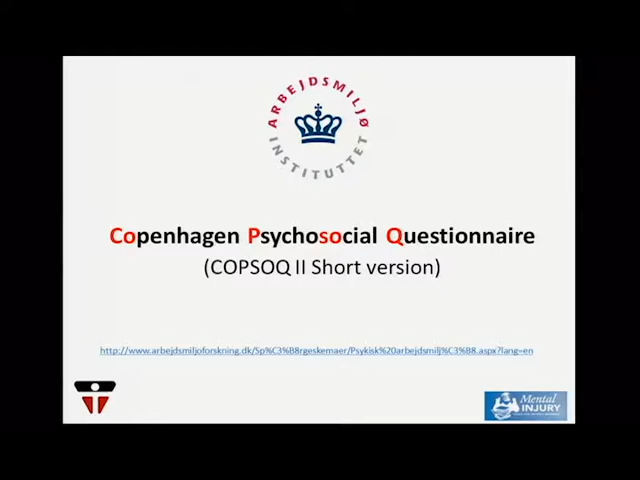 ARBEJDSMILJØ
INSTITUTTET
Copenhagen Psychosocial Questionnaire
(COPSOQ II Short version)
http://www.arbejdsmiljoforskning.dk/Sp%C3%B8rgeskemaer/Psykisk%20arbejdsmilj%C3%B8.aspx?lang=en
Mental
INJURY